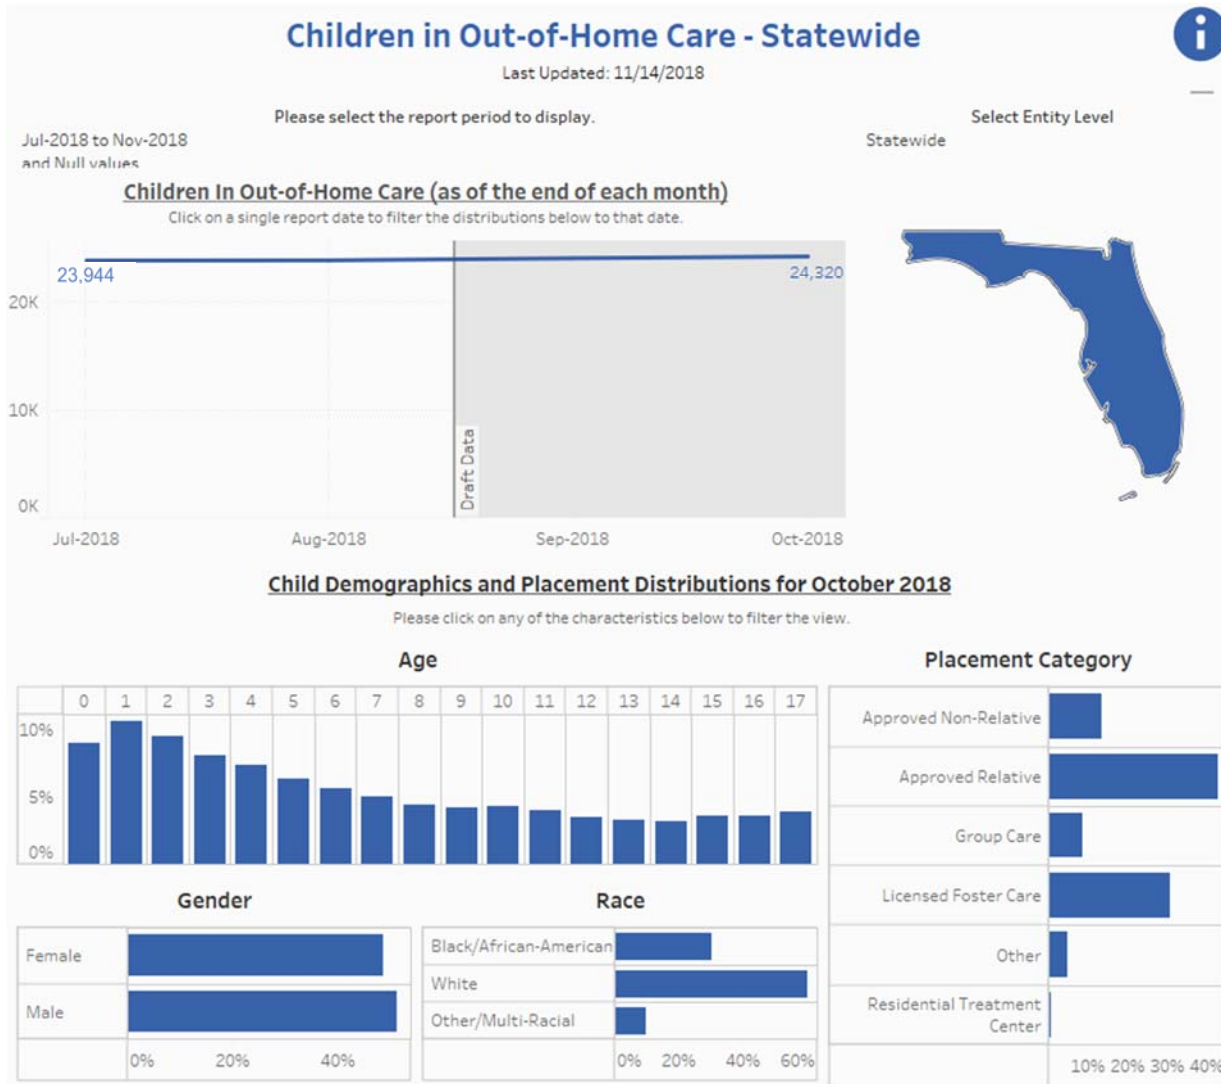 Children in Out-of-Home Care - Statewide
i
Last Updated: 11/14/2018
Please select the report period to display.
Select Entity Level
Jul-2018 to Nov-2018
and Null values
Statewide
Children In Out-of-Home Care (as of the end of each month)
Click on a single report date to filter the distributions below to that date.
23,944
24,320
20K
10K
0K
Draft Data
Jul-2018
Aug-2018
Sep-2018
Oct-2018
Child Demographics and Placement Distributions for October 2018
Please click on any of the characteristics below to filter the view.
Age
0 1 2 3 4 5 6 7 8 9 10 11 12 13 14 15 16 17
10%
5%
0%
Placement Category
Approved Non-Relative
Approved Relative
Group Care
Licensed Foster Care
Other
Residential Treatment
Center
10% 20% 30% 40%
Gender
Female
Male
0% 20% 40%
Race
Black/African-American
White
Other/Multi-Racial
0% 20% 40% 60%